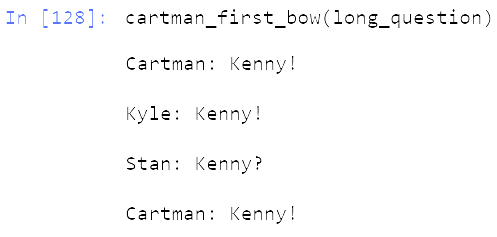 In [128]: cartman_first_bow(long_question)
Cartman: Kenny!
Kyle: Kenny!
Stan: Kenny?
Cartman: Kenny!